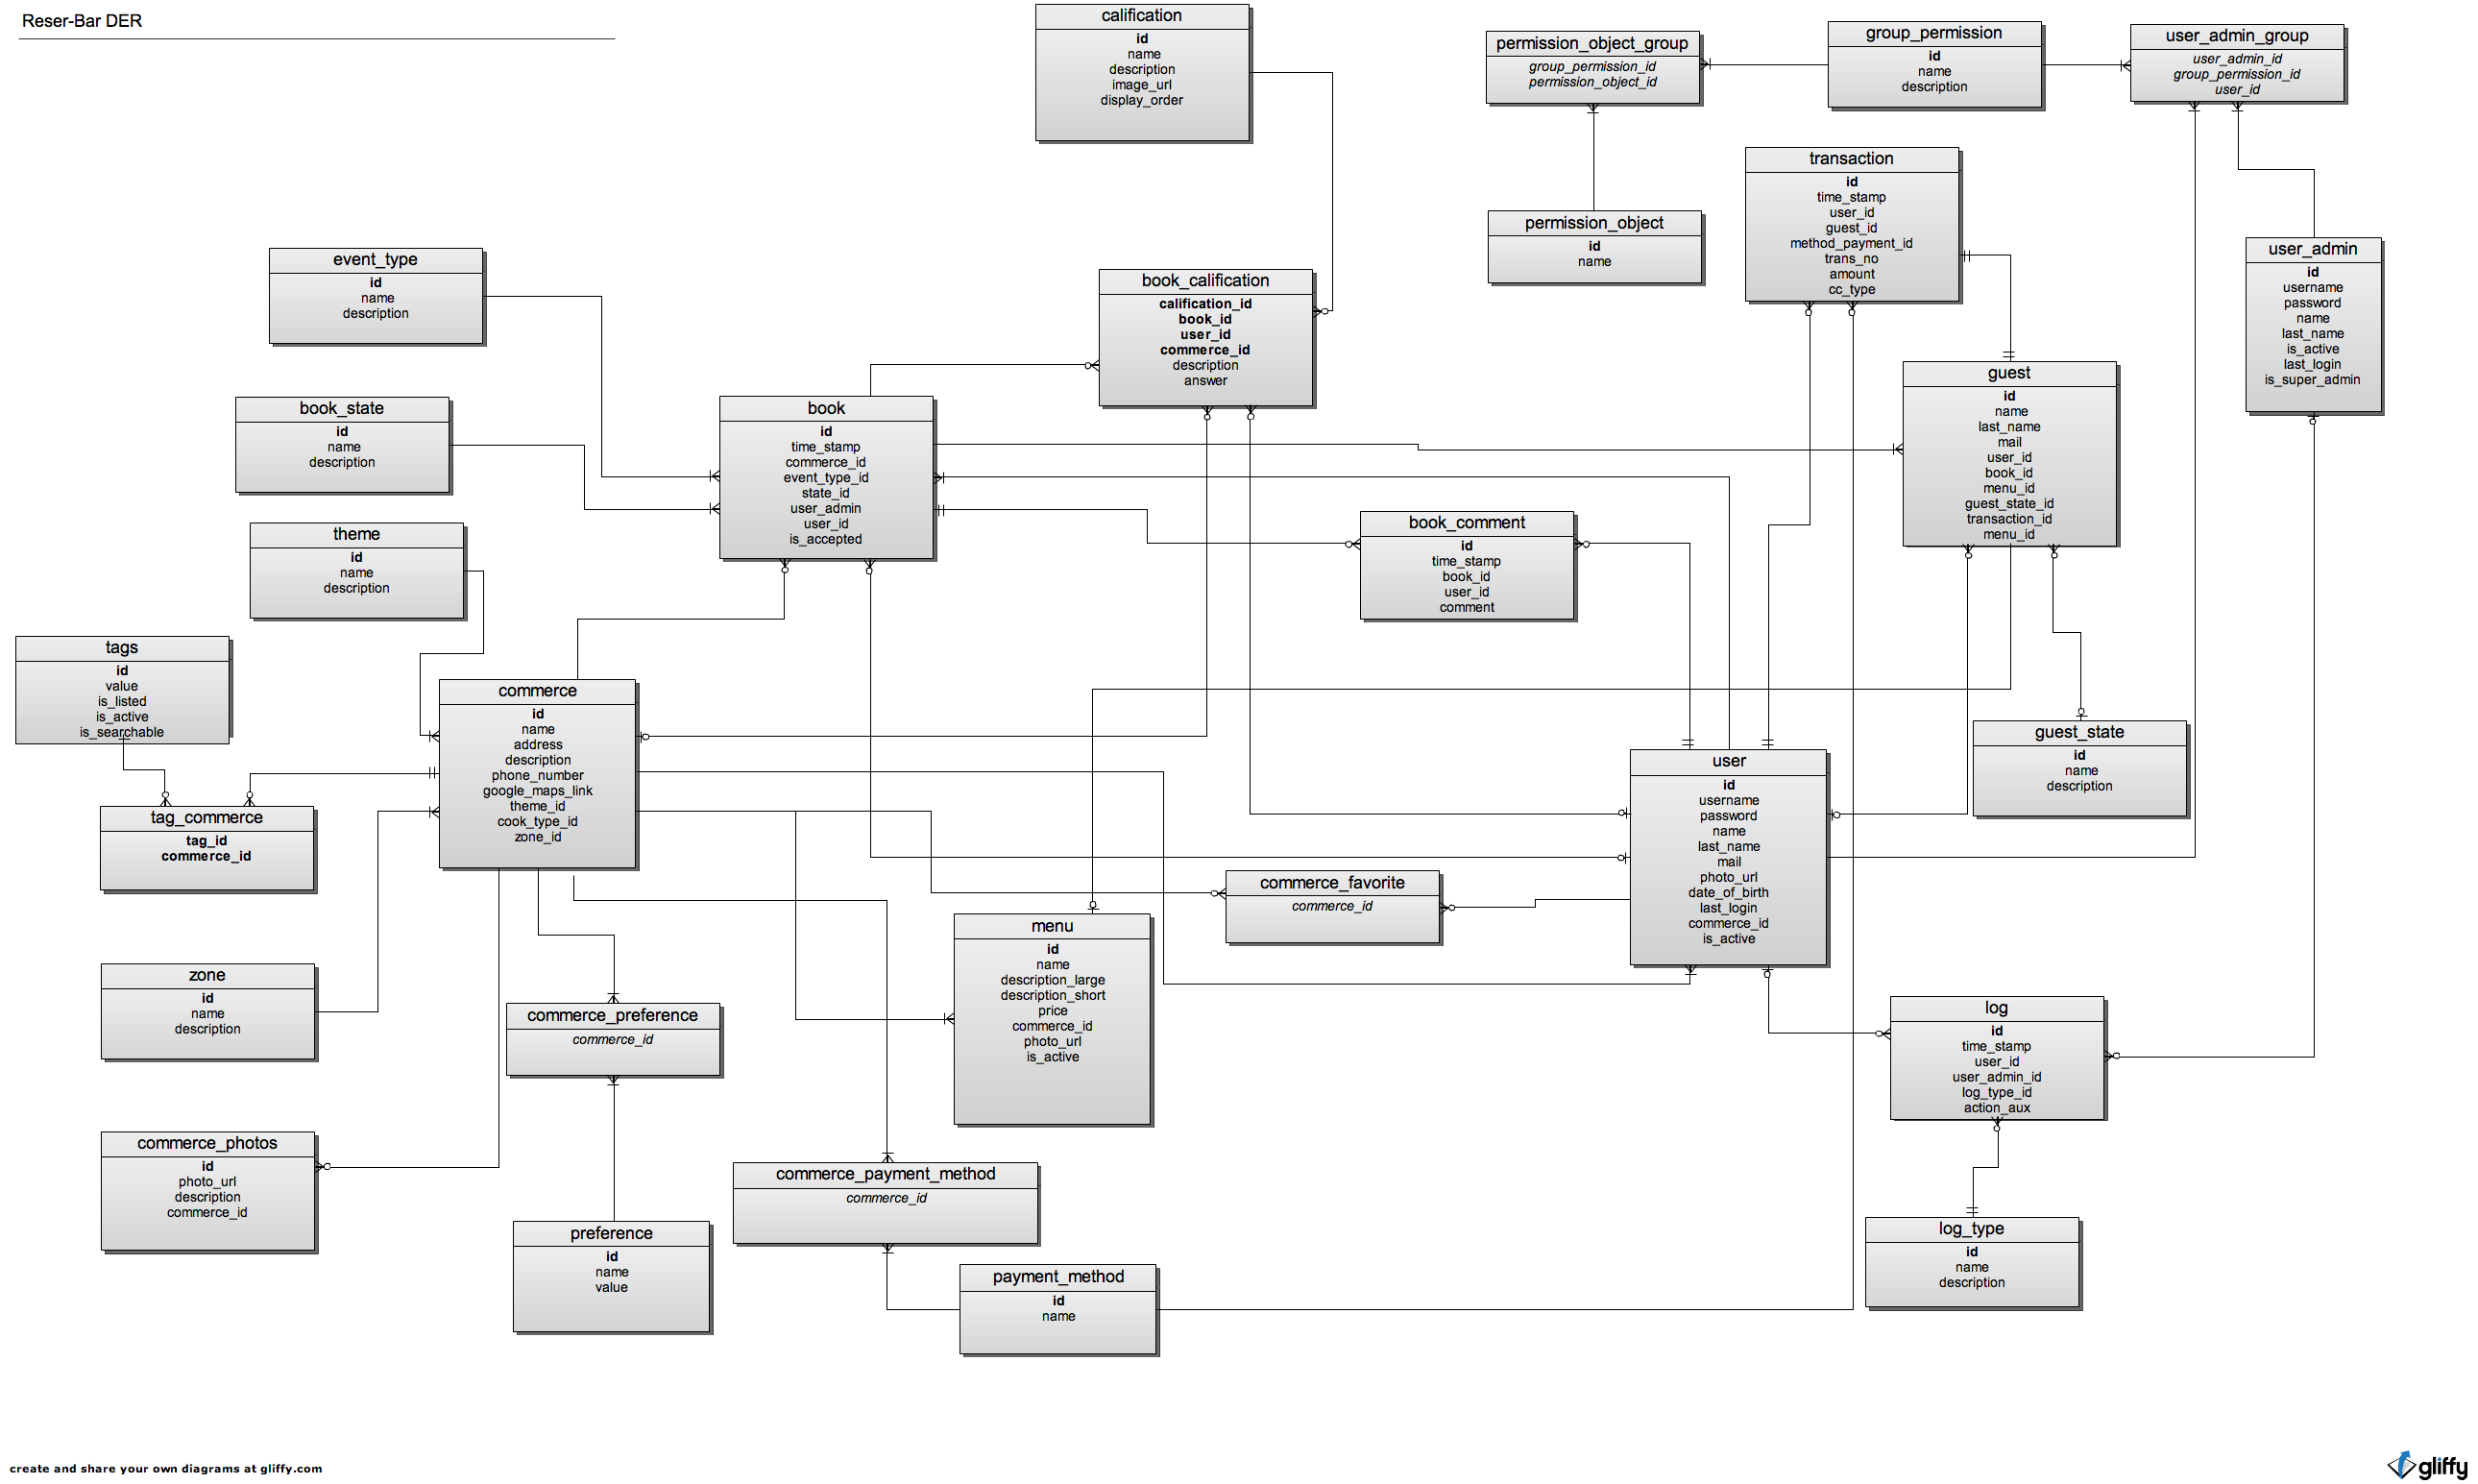 Reser-Bar DER
calification
id
name
description
image_url
display_order
permission_object_group
group_permission_id
permission_object_id
group_permission
id
name
description
user_admin_group
user_admin_id
group_permission_id
user_id
transaction
id
time_stamp
user_id
guest_id
method_payment_id
trans_no
amount
cc_type
permission_object
id
name
user_admin
id
username
password
name
last_name
is_active
last_login
is_super_admin
event_type
id
name
description
book_calification
calification_id
book_id
user_id
commerce_id
description
answer
guest
id
name
last_name
mail
user_id
book_id
menu_id
guest_state_id
transaction_id
menu_id
book_state
id
name
description
book
id
time_stamp
commerce_id
event_type_id
state_id
user_admin
user_id
is_accepted
book_comment
id
time_stamp
book_id
user_id
comment
theme
id
name
description
tags
id
value
is_listed
is_active
is_searchable
commerce
id
name
address
description
phone_number
google_maps_link
theme_id
cook_type_id
zone_id
guest_state
id
name
description
user
id
username
password
name
last_name
mail
photo_url
date_of_birth
last_login
commerce_id
is_active
tag_commerce
tag_id
commerce_id
commerce_favorite
commerce_id
menu
id
name
description_large
description_short
price
commerce_id
photo_url
is_active
zone
id
name
description
commerce_preference
commerce_id
log
id
time_stamp
user_id
user_admin_id
log_type_id
action_aux
commerce_photos
id
photo_url
description
commerce_id
commerce_payment_method
commerce_id
preference
id
name
value
log_type
id
name
description
payment_method
id
name
create and share your own diagrams at gliffy.com
gliffy